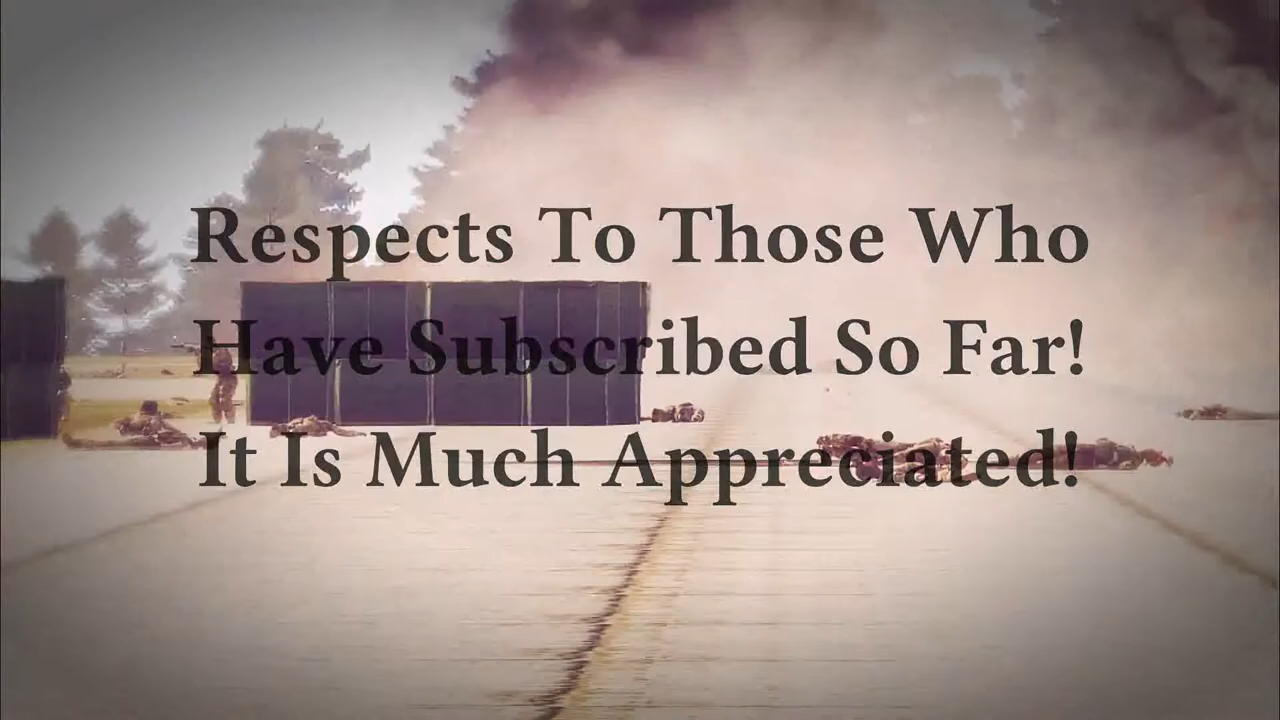 Respects To Those Who
Have Subscribed So Far!
It Is Much Appreciated!